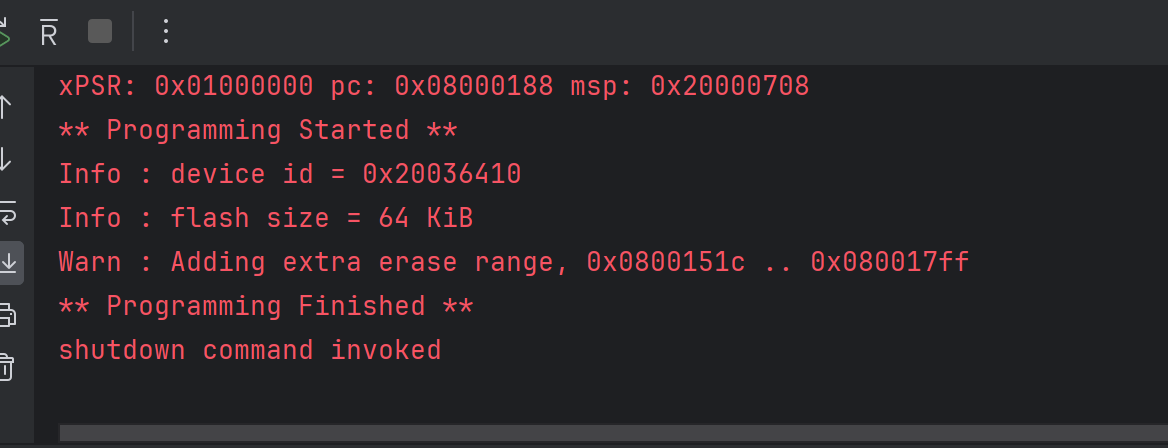 R
xPSR: 0x01000000 pc: 0x08000188 msp: 0x20000708
** Programming Started **
Info : device id = 0x20036410
Info : flash size = 64 KiB
Warn : Adding extra erase range, 0x0800151c .. 0x080017ff
** Programming Finished **
shutdown command invoked